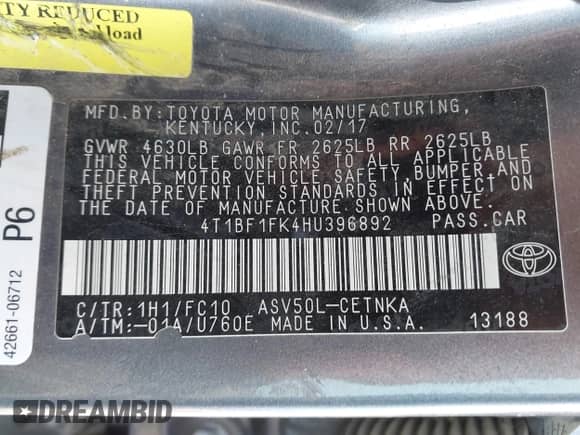 TY REDUCED
load
MFD. BY: TOYOTA MOTOR MANUFACTURING,
KENTUCKY, INC. 02/17
GVWR 4630LB GAWR FR 2625LB RR 2625LB
THIS VEHICLE CONFORMS TO ALL APPLICABLE
FEDERAL MOTOR VEHICLE SAFETY, BUMPER, AND
THEFT PREVENTION STANDARDS IN EFFECT ON
THE DATE OF MANUFACTURE SHOWN ABOVE.
4T1BF1FK4HU396892 PASS. CAR
C/TR: 1H1/FC10 ASV50L-CETNKA
A/TM: -01A/U760E MADE IN U.S.A. 13188
P6
42661-06712
DREAMBID